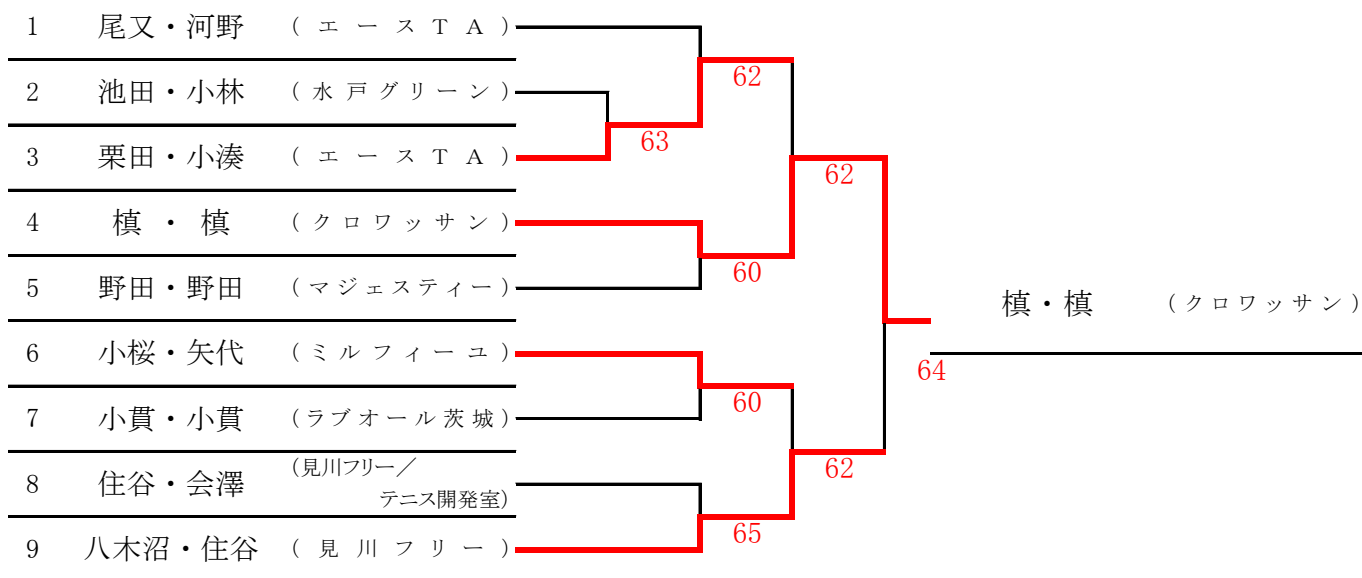 1 尾又・河野 (エースTA)
62
2 池田・小林 (水戸グリーン)
63
3 栗田・小湊 (エースTA)
62
4 槙・槙 (クロワッサン)
60
5 野田・野田 (マジェスティー)
槙・槙 (クロワッサン)
6 小桜・矢代 (ミルフィーユ)
64
60
7 小貫・小貫 (ラブオール茨城)
62
8 住谷・会澤 (見川フリー/
テニス開発室)
65
9 八木沼・住谷 (見川フリー)